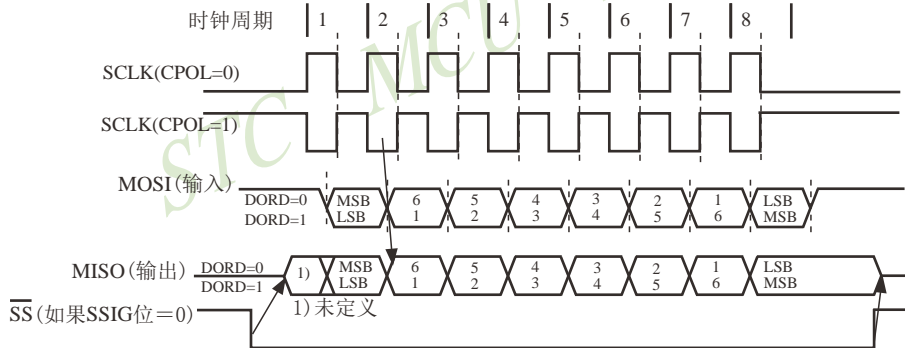 时钟周期 1 2 3 4 5 6 7 8
SCLK(CPOL=0)
SCLK(CPOL=1)
STC MCU
MOSI(输入)
DORD=0 MSB 6 5 4 3 2 1 LSB
DORD=1 LSB 1 2 3 4 5 6 MSB
MISO(输出)
DORD=0 1) MSB 6 5 4 3 2 1 LSB
DORD=1 LSB 1 2 3 4 5 6 MSB
1)未定义
SS(如果SSIG位=0)